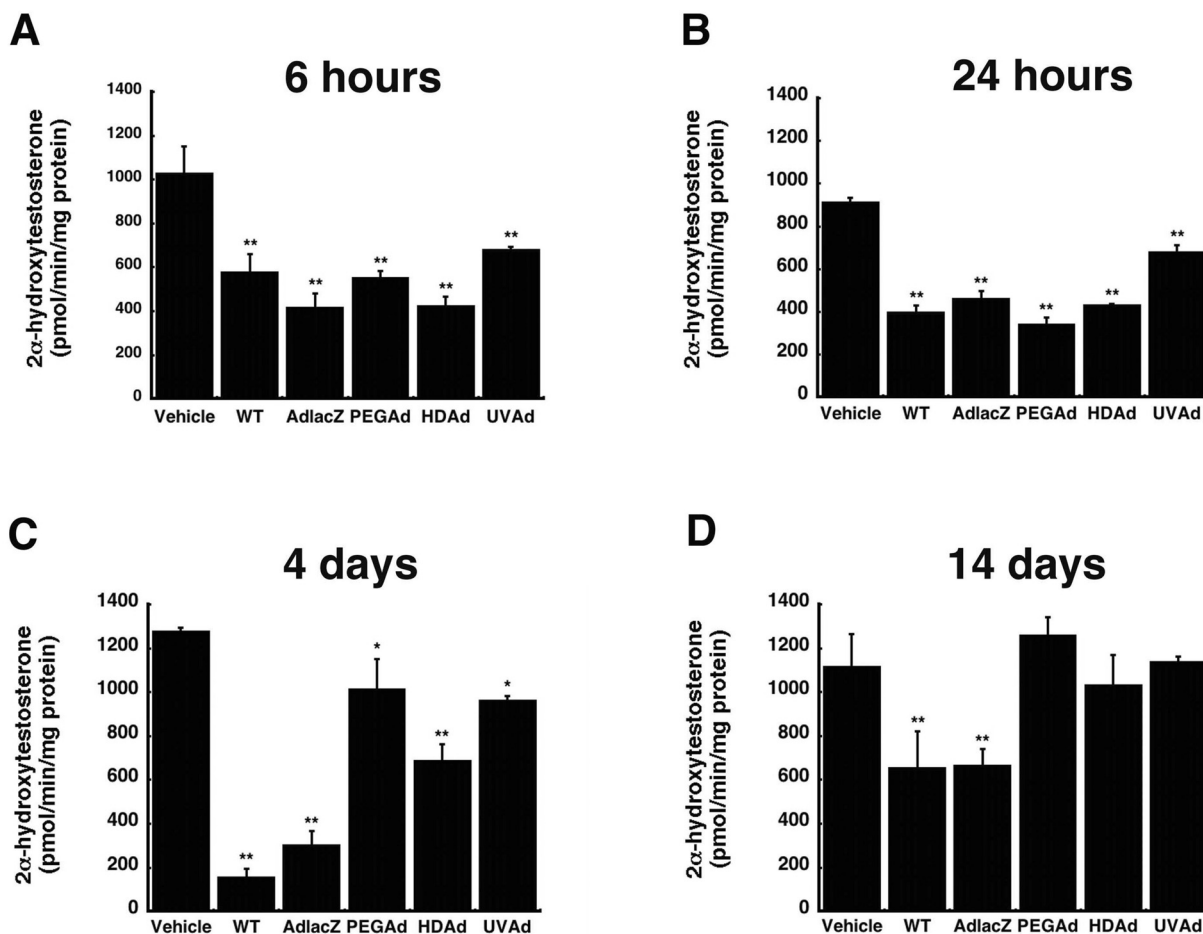 A
6 hours
2α-hydroxytestosterone
(pmol/min/mg protein)
1400
1200
1000
800
600
400
200
0
**
**
**
**
**
Vehicle WT AdlacZ PEGAd HDAd UVAd
B
24 hours
2α-hydroxytestosterone
(pmol/min/mg protein)
1400
1200
1000
800
600
400
200
0
**
**
**
**
**
Vehicle WT AdlacZ PEGAd HDAd UVAd
C
4 days
2α-hydroxytestosterone
(pmol/min/mg protein)
1400
1200
1000
800
600
400
200
0
**
**
*
**
*
Vehicle WT AdlacZ PEGAd HDAd UVAd
D
14 days
2α-hydroxytestosterone
(pmol/min/mg protein)
1400
1200
1000
800
600
400
200
0
**
**
Vehicle WT AdlacZ PEGAd HDAd UVAd